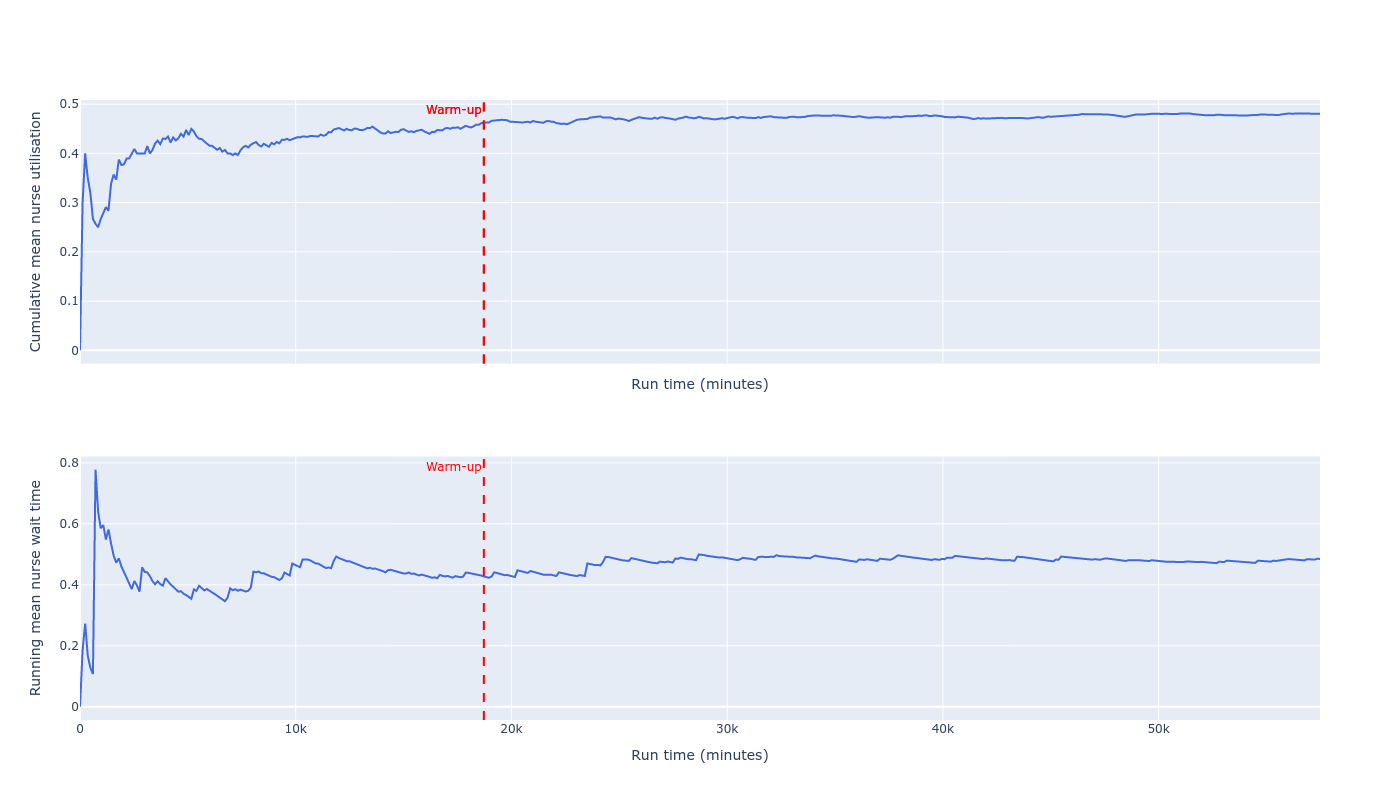 Cumulative mean nurse utilisation
0.5
0.4
0.3
0.2
0.1
0
Warm-up
Run time (minutes)
Running mean nurse wait time
0.8
0.6
0.4
0.2
0
Warm-up
0 10k 20k 30k 40k 50k
Run time (minutes)